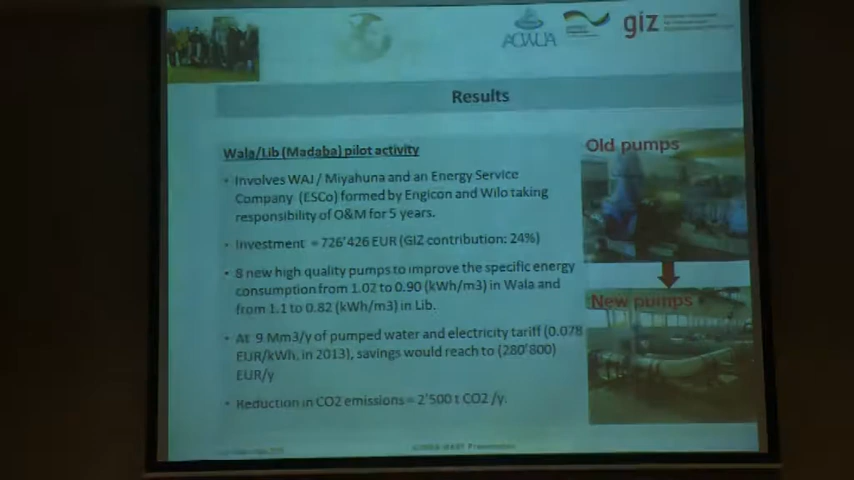 ACWUA
giz
Results
Wala/Lib (Madaba) pilot activity
• Involves WAJ / Miyahuna and an Energy Service
Company (ESCo) formed by Engicon and Wilo taking
responsibility of O&M for 5 years.
• Investment = 726'426 EUR (GIZ contribution: 24%)
• 8 new high quality pumps to improve the specific energy
consumption from 1.02 to 0.90 (kWh/m3) in Wala and
from 1.1 to 0.82 (kWh/m3) in Lib.
• At 9 Mm3/y of pumped water and electricity tariff (0.078
EUR/kWh, in 2013), savings would reach to (280'800)
EUR/y
• Reduction in CO2 emissions = 2'500 t CO2 /y.
Old pumps
New pumps